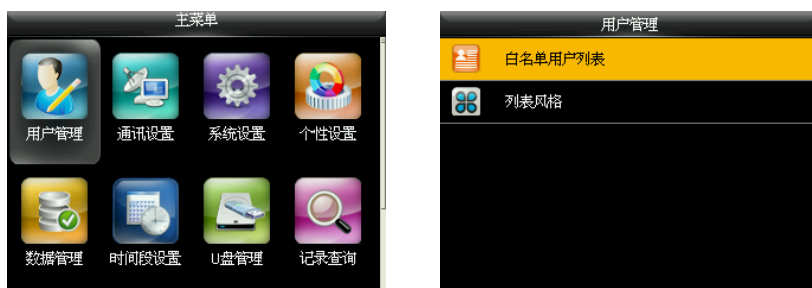 主菜单
用户管理 通讯设置 系统设置 个性设置
数据管理 时间段设置 U盘管理 记录查询
用户管理
白名单用户列表
列表风格